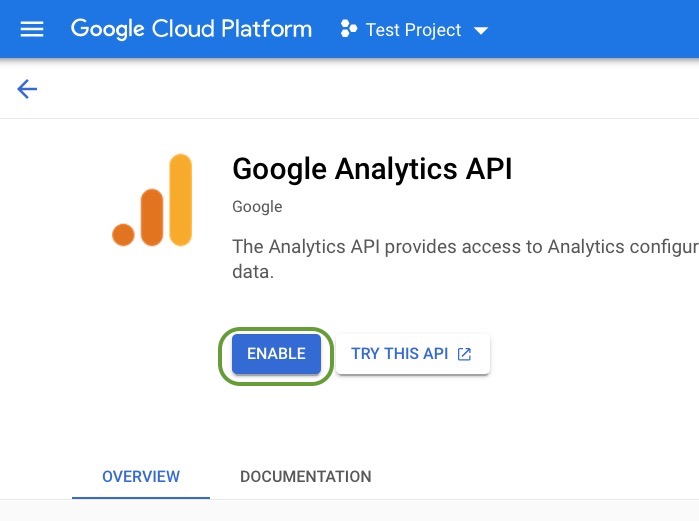 Google Cloud Platform Test Project
Google Analytics API
Google
The Analytics API provides access to Analytics configur
data.
ENABLE TRY THIS API
OVERVIEW DOCUMENTATION